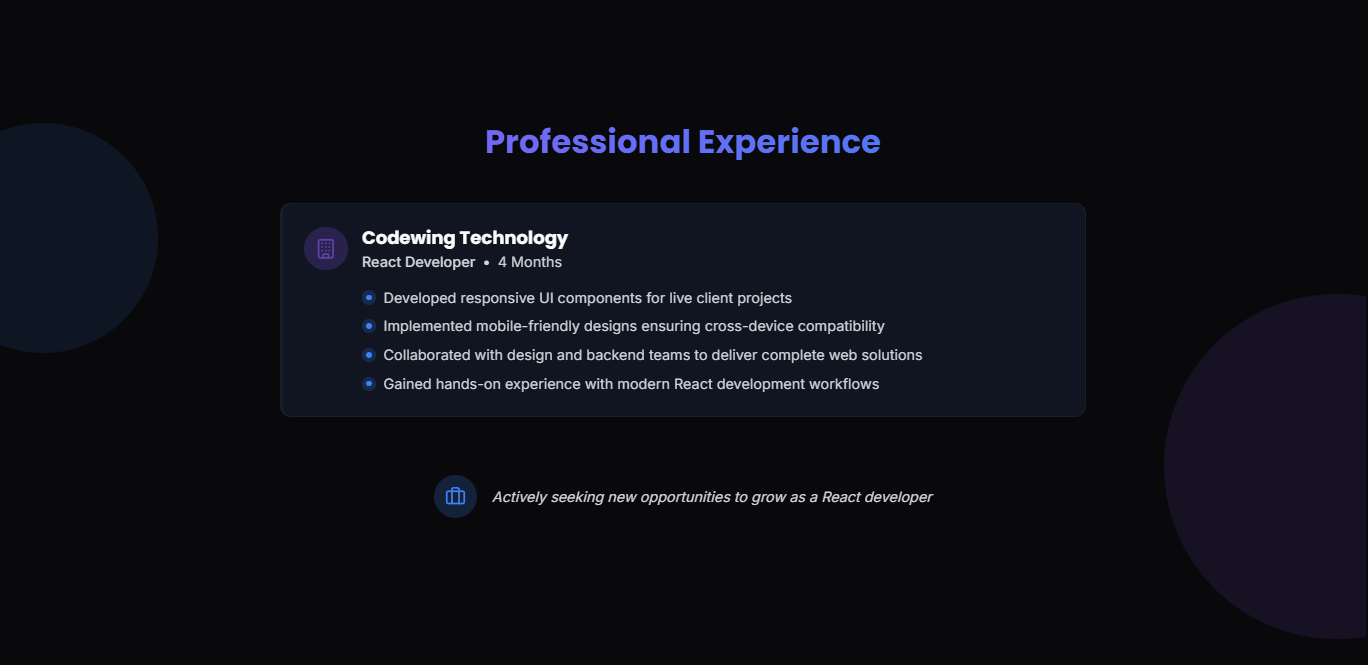 Professional Experience
Codewing Technology
React Developer • 4 Months
Developed responsive UI components for live client projects
Implemented mobile-friendly designs ensuring cross-device compatibility
Collaborated with design and backend teams to deliver complete web solutions
Gained hands-on experience with modern React development workflows
Actively seeking new opportunities to grow as a React developer